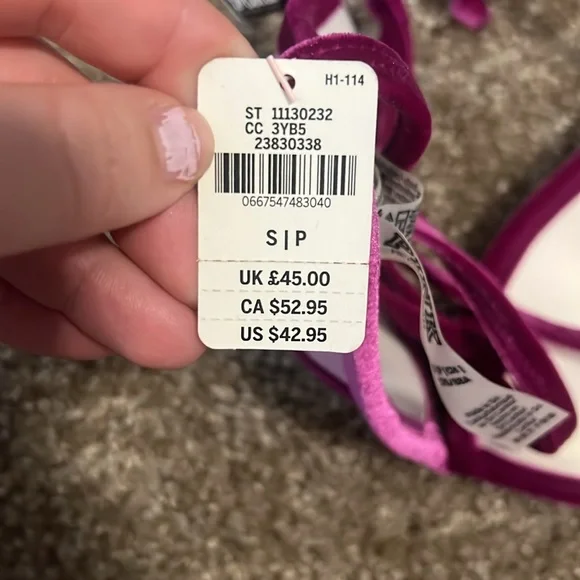 H1-114
ST 11130232
CC 3YB5
23830338
0667547483040
S|P
UK £45.00
CA $52.95
US $42.95